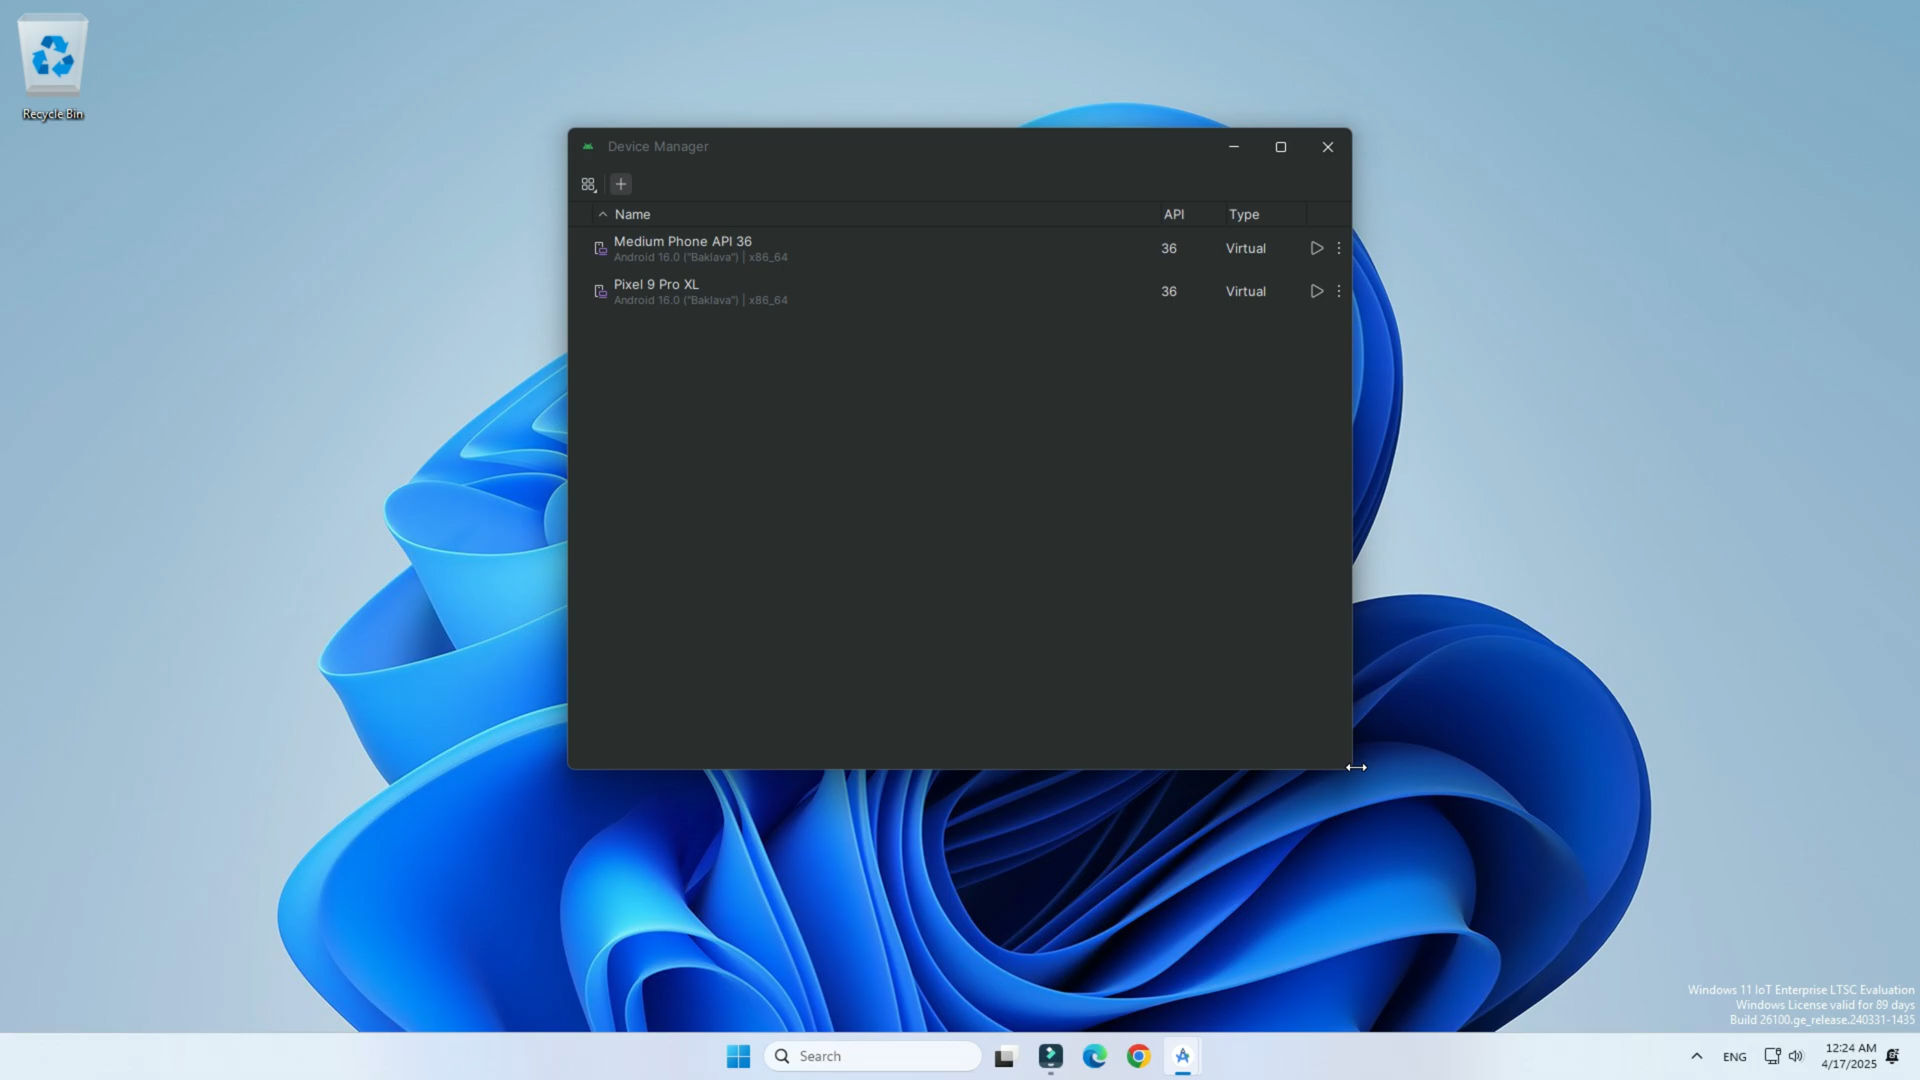 Recycle Bin
Device Manager
Name API Type
Medium Phone API 36
Android 16.0 ("Baklava") | x86_64
36 Virtual
Pixel 9 Pro XL
Android 16.0 ("Baklava") | x86_64
36 Virtual
Windows 11 IoT Enterprise LTSC Evaluation
Windows License valid for 89 days
Build 26100.ge_release.240331-1435
Search
ENG
12:24 AM
4/17/2025